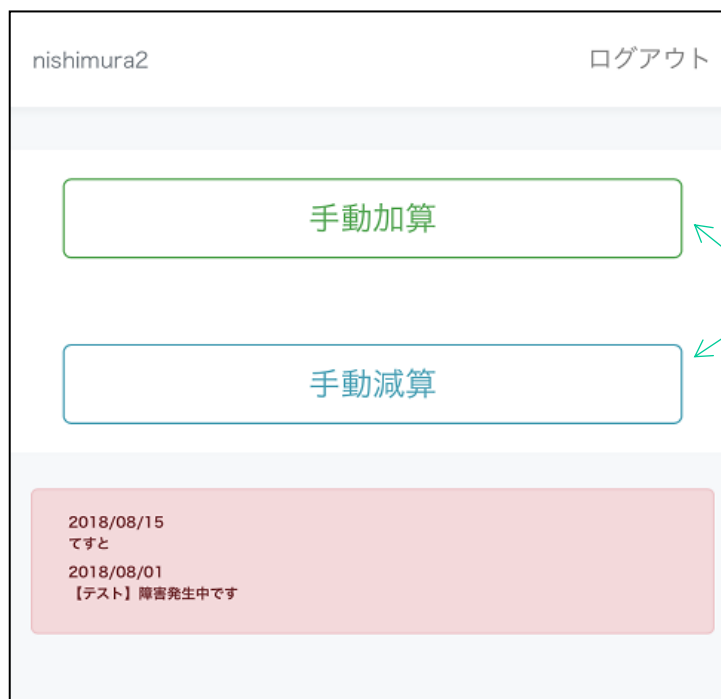 nishimura2 ログアウト
手動加算
手動減算
2018/08/15
てすと
2018/08/01
【テスト】障害発生中です